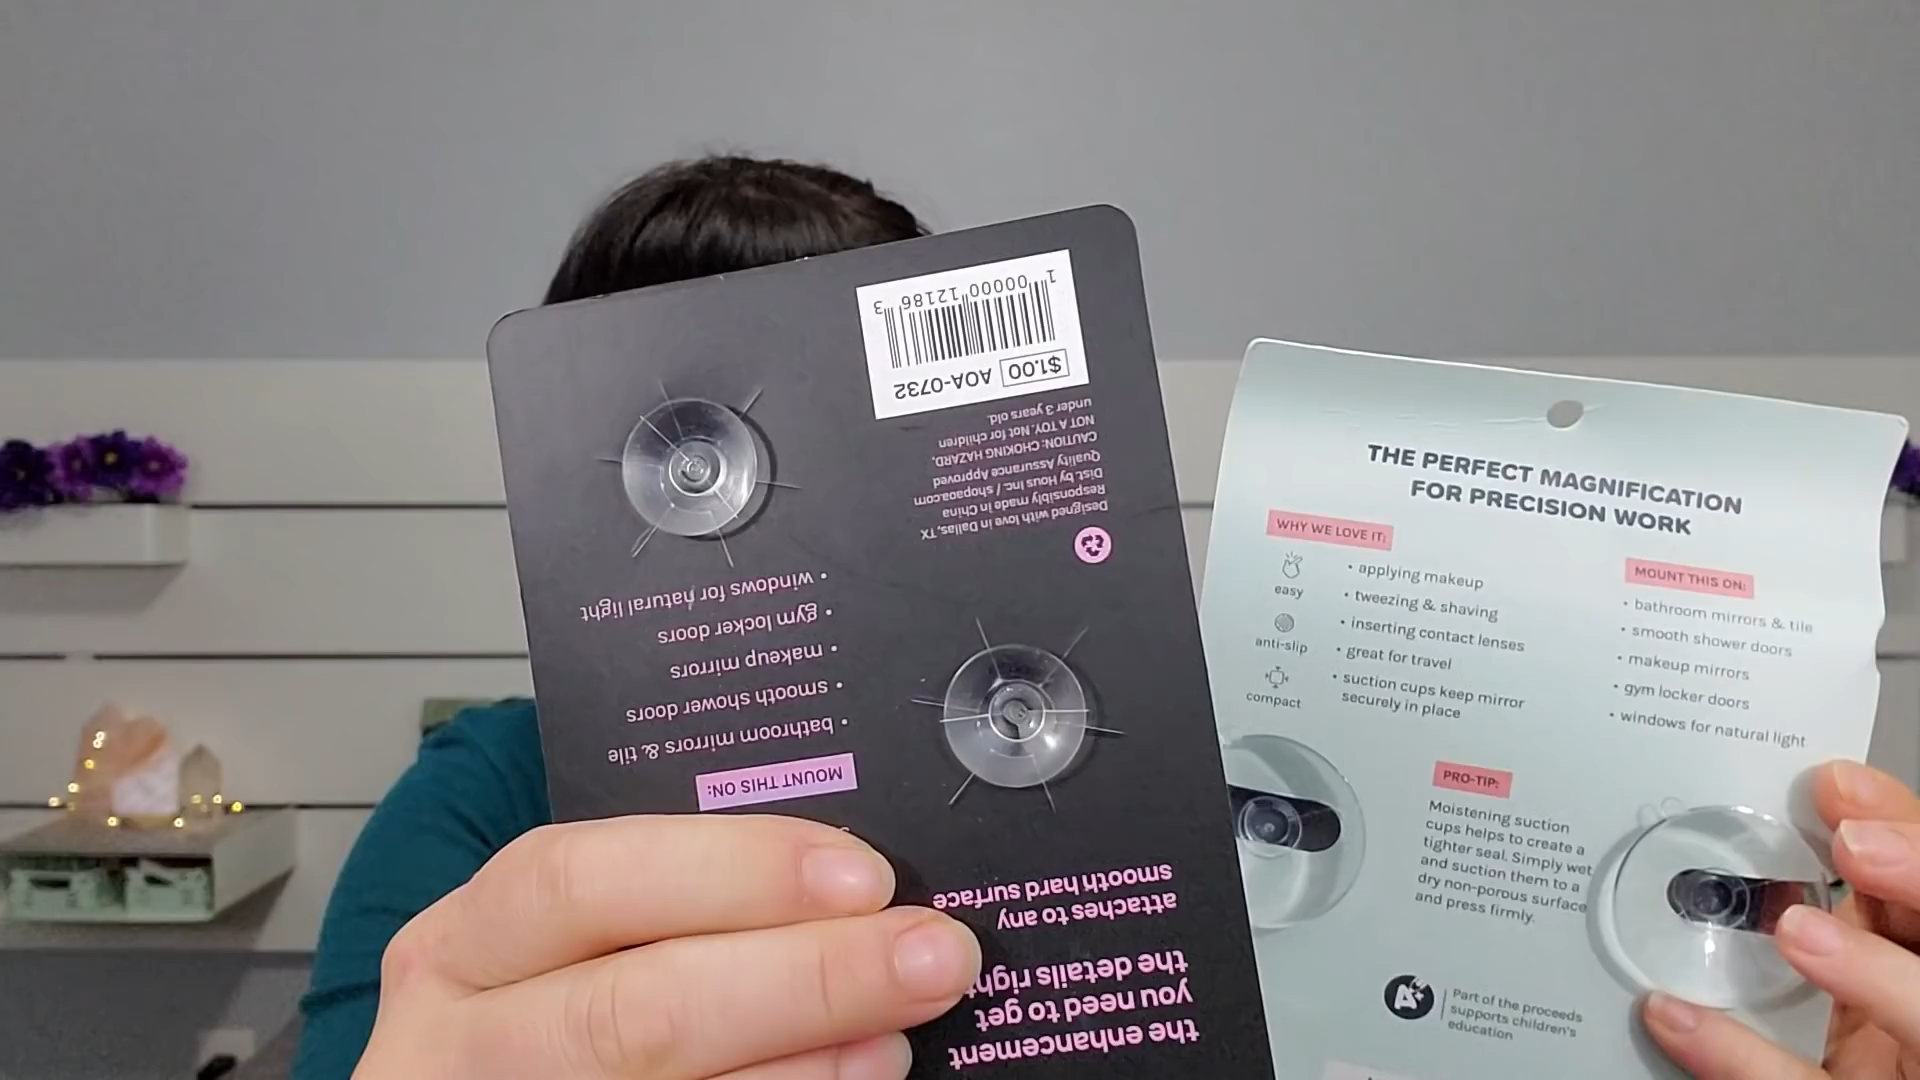 the enhancement
you need to get
the details right
attaches to any
smooth hard surface
MOUNT THIS ON:
• bathroom mirrors & tile
• smooth shower doors
• makeup mirrors
• gym locker doors
• windows for natural light
Designed with love in Dallas, TX
Responsibly made in China
Dist. by Hous Inc. / shopaoa.com
Quality Assurance Approved
CAUTION: CHOKING HAZARD.
NOT A TOY. Not for children
under 3 years old.
$1.00 AOA-0732
1 00000 12186 3
THE PERFECT MAGNIFICATION
FOR PRECISION WORK
WHY WE LOVE IT:
easy
anti-slip
compact
• applying makeup
• tweezing & shaving
• inserting contact lenses
• great for travel
• suction cups keep mirror
securely in place
MOUNT THIS ON:
• bathroom mirrors & tile
• smooth shower doors
• makeup mirrors
• gym locker doors
• windows for natural light
PRO-TIP:
Moistening suction
cups helps to create a
tighter seal. Simply wet
and suction them to a
dry non-porous surface
and press firmly.
A+
Part of the proceeds
supports children's
education